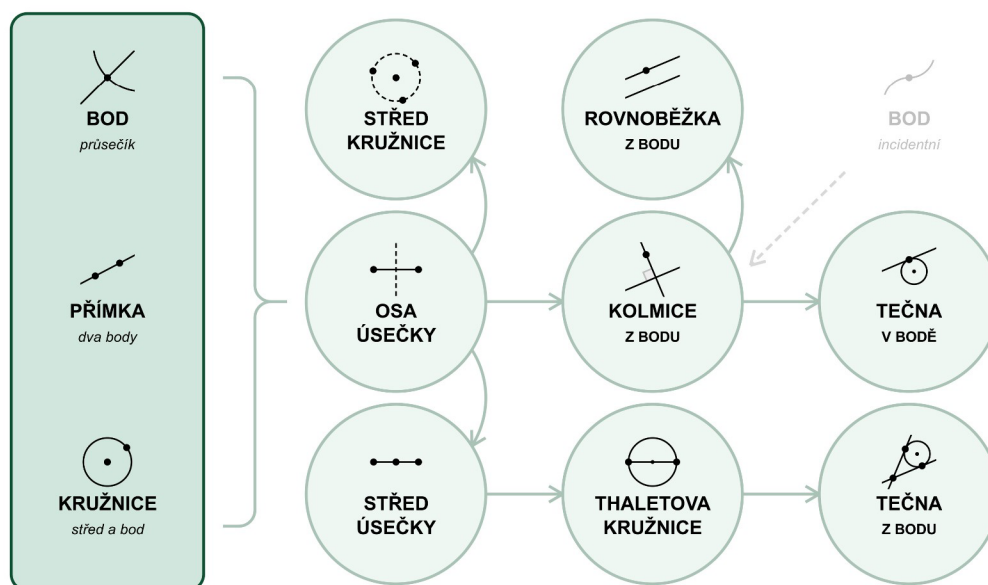 BOD
průsečík
PŘÍMKA
dva body
KRUŽNICE
střed a bod
STŘED
KRUŽNICE
ROVNOBĚŽKA
Z BODU
BOD
incidentní
OSA
ÚSEČKY
KOLMICE
Z BODU
TEČNA
V BODĚ
STŘED
ÚSEČKY
THALETOVA
KRUŽNICE
TEČNA
Z BODU